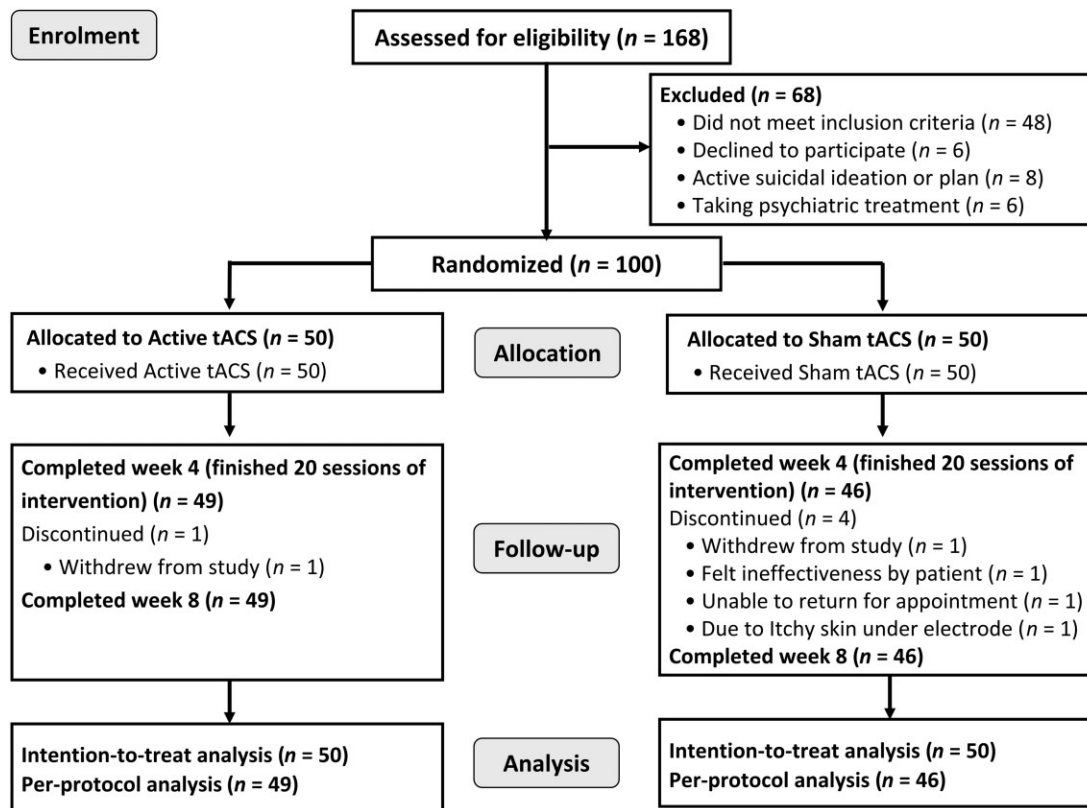 Enrolment
Assessed for eligibility (n = 168)
Excluded (n = 68)
• Did not meet inclusion criteria (n = 48)
• Declined to participate (n = 6)
• Active suicidal ideation or plan (n = 8)
• Taking psychiatric treatment (n = 6)
Randomized (n = 100)
Allocated to Active tACS (n = 50)
• Received Active tACS (n = 50)
Allocation
Allocated to Sham tACS (n = 50)
• Received Sham tACS (n = 50)
Completed week 4 (finished 20 sessions of
intervention) (n = 49)
Discontinued (n = 1)
• Withdrew from study (n = 1)
Completed week 8 (n = 49)
Follow-up
Completed week 4 (finished 20 sessions of
intervention) (n = 46)
Discontinued (n = 4)
• Withdrew from study (n = 1)
• Felt ineffectiveness by patient (n = 1)
• Unable to return for appointment (n = 1)
• Due to Itchy skin under electrode (n = 1)
Completed week 8 (n = 46)
Intention-to-treat analysis (n = 50)
Per-protocol analysis (n = 49)
Analysis
Intention-to-treat analysis (n = 50)
Per-protocol analysis (n = 46)